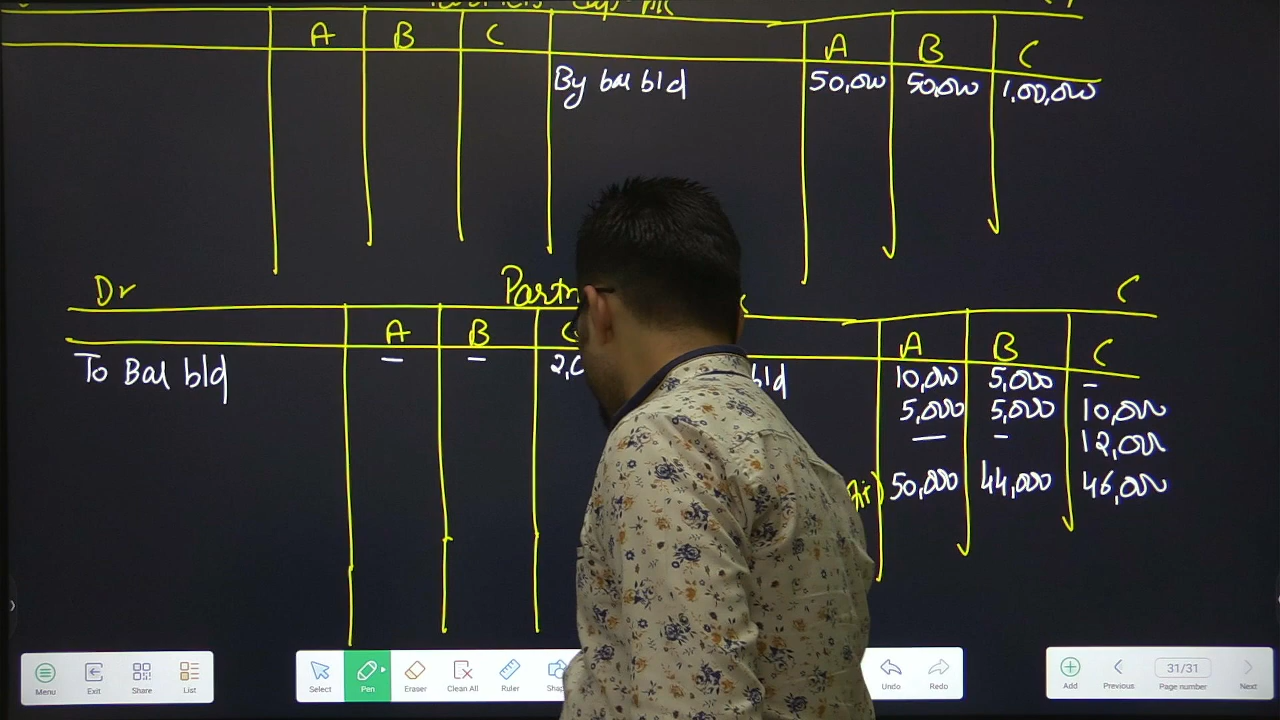 A B C A B C
By bal b/d 50,000 50,000 1,00,000
Dr C
A B A B C
To Bal b/d — — 10,000 5,000 —
5,000 5,000 10,000
— — 12,000
50,000 44,000 46,000
Menu Exit Share List Select Pen Eraser Clean All Ruler Undo Redo Add Previous 31/31 Page number Next